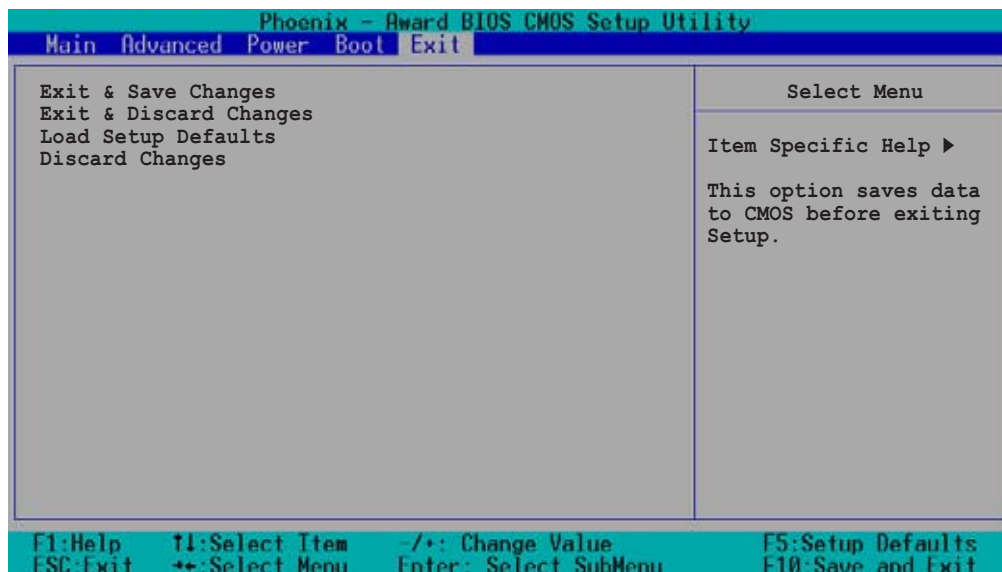 Phoenix - Award BIOS CMOS Setup Utility
Main Advanced Power Boot Exit
Exit & Save Changes
Exit & Discard Changes
Load Setup Defaults
Discard Changes
Select Menu
Item Specific Help ▶
This option saves data
to CMOS before exiting
Setup.
F1:Help ↑↓:Select Item -/+: Change Value F5:Setup Defaults
ESC:Exit ←→:Select Menu Enter: Select SubMenu F10:Save and Exit